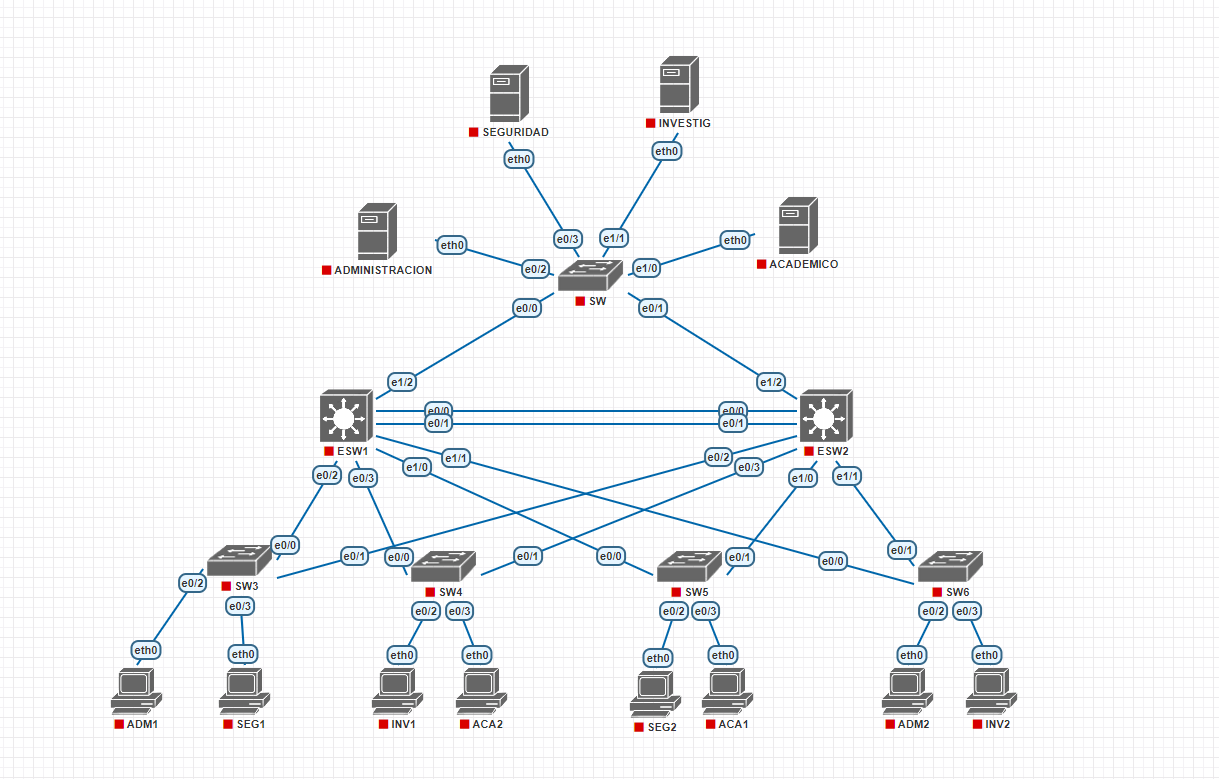 INVESTIG
SEGURIDAD
eth0
eth0
e0/3
e1/1
ADMINISTRACION
eth0
e0/2
e1/0
eth0
ACADEMICO
SW
e0/0
e0/1
e1/2
e1/2
e0/0
e0/0
e0/1
e0/1
ESW1
ESW2
e1/1
e0/2
e1/0
e0/3
e0/2
e0/3
e1/0
e1/1
e0/0
e0/1
e0/0
e0/1
e0/0
e0/1
e0/0
e0/1
SW3
SW4
SW5
SW6
e0/2
e0/3
e0/2
e0/3
e0/2
e0/3
e0/2
e0/3
eth0
eth0
eth0
eth0
eth0
eth0
eth0
eth0
ADM1
SEG1
INV1
ACA2
SEG2
ACA1
ADM2
INV2